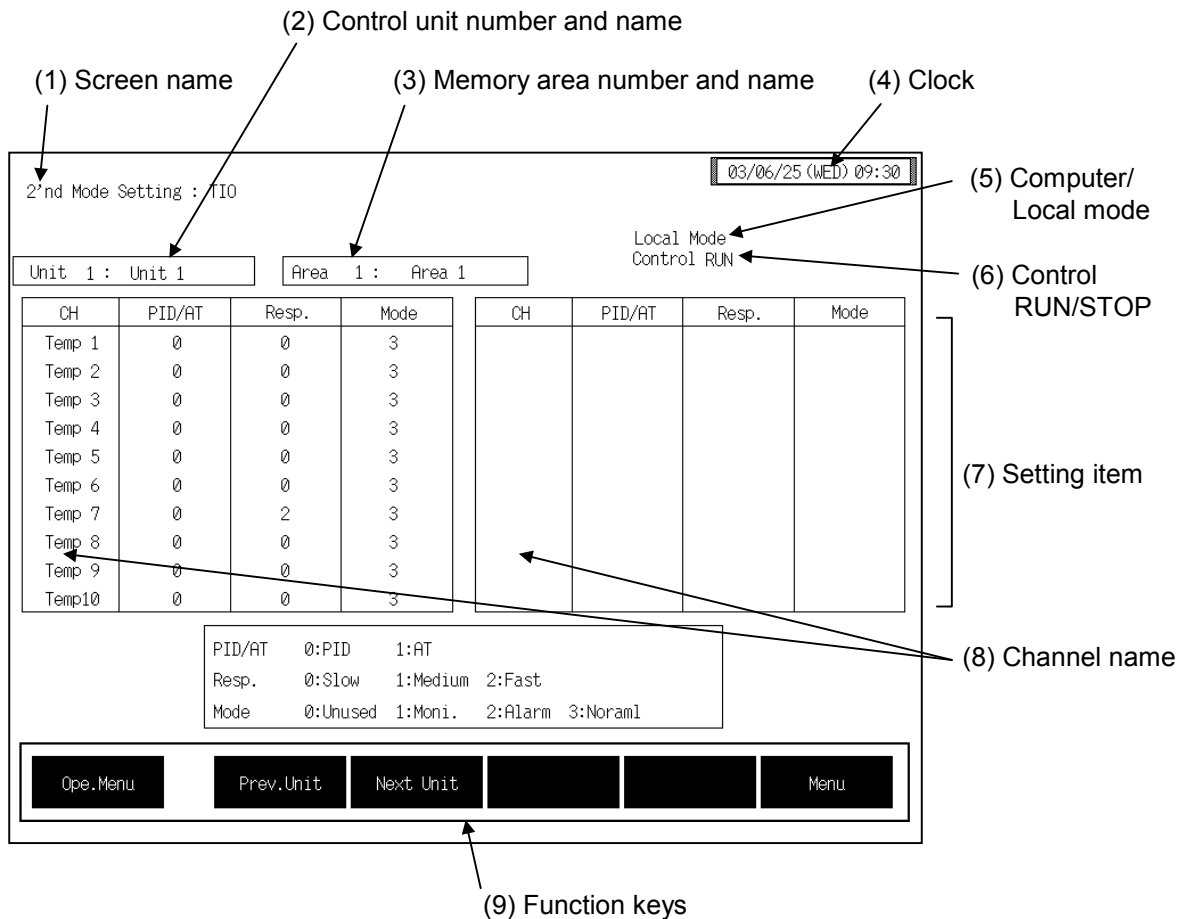 (2) Control unit number and name
(1) Screen name
(3) Memory area number and name
(4) Clock
03/06/25(WED) 09:30
2'nd Mode Setting : TIO
(5) Computer/
Local mode
Local Mode
Control RUN
(6) Control
RUN/STOP
Unit 1 : Unit 1
Area 1 : Area 1
CH PID/AT Resp. Mode CH PID/AT Resp. Mode
Temp 1 0 0 3
Temp 2 0 0 3
Temp 3 0 0 3
Temp 4 0 0 3
Temp 5 0 0 3
Temp 6 0 0 3
Temp 7 0 2 3
Temp 8 0 0 3
Temp 9 0 0 3
Temp10 0 0 3
(7) Setting item
(8) Channel name
PID/AT 0:PID 1:AT
Resp. 0:Slow 1:Medium 2:Fast
Mode 0:Unused 1:Moni. 2:Alarm 3:Noraml
Ope.Menu Prev.Unit Next Unit Menu
(9) Function keys